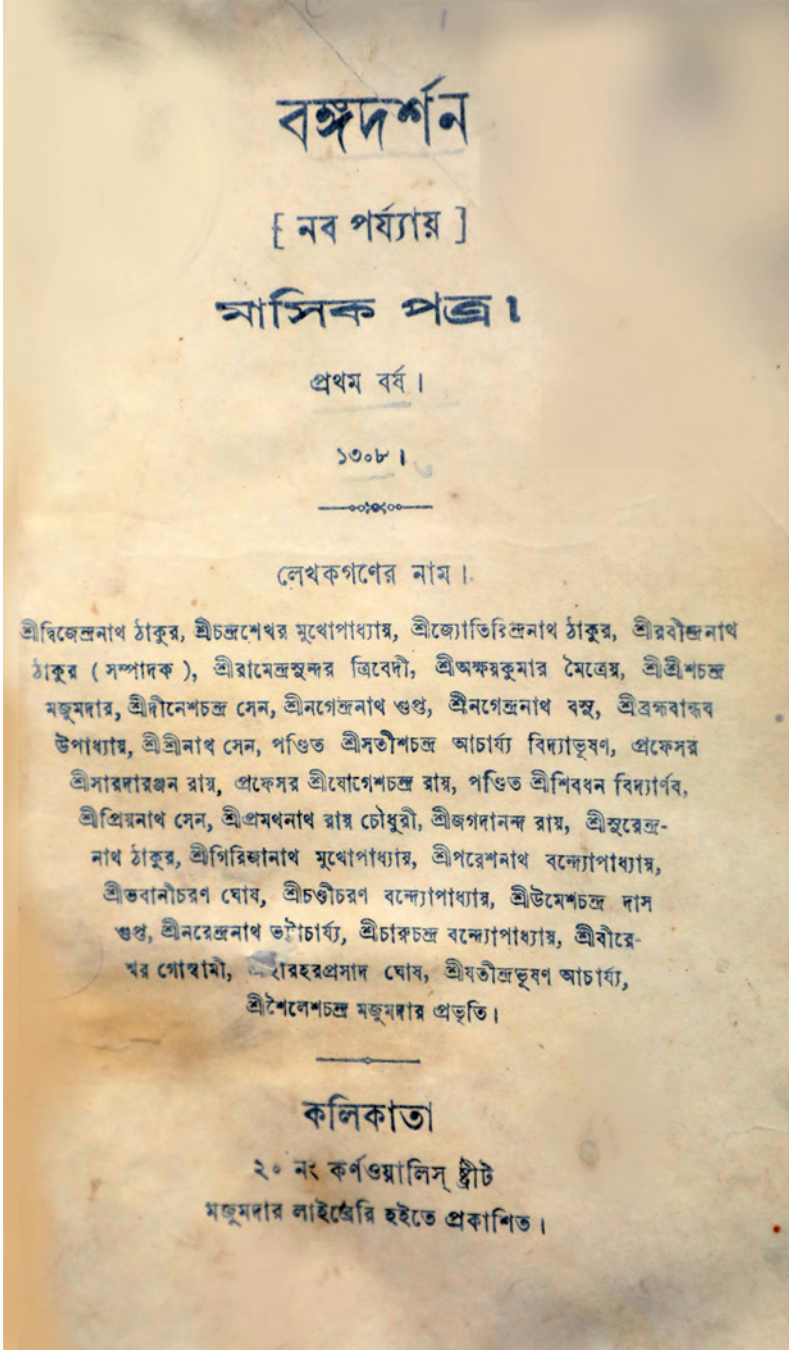 বঙ্গদর্শন
[ নব পর্য্যায় ]
মাসিক পত্র।
প্রথম বর্ষ।
১৩০৮।
লেখকগণের নাম।
শ্রীদ্বিজেন্দ্রনাথ ঠাকুর, শ্রীচন্দ্রশেখর মুখোপাধ্যায়, শ্রীজ্যোতিরিন্দ্রনাথ ঠাকুর, শ্রীরবীন্দ্রনাথ
ঠাকুর ( সম্পাদক ), শ্রীরামেন্দ্রসুন্দর ত্রিবেদী, শ্রীঅক্ষয়কুমার মৈত্রেয়, শ্রীশ্রীশচন্দ্র
মজুমদার, শ্রীদীনেশচন্দ্র সেন, শ্রীনগেন্দ্রনাথ গুপ্ত, শ্রীনগেন্দ্রনাথ বসু, শ্রীব্রহ্মবান্ধব
উপাধ্যায়, শ্রীশ্রীনাথ সেন, পণ্ডিত শ্রীসতীশচন্দ্র আচার্য্য বিদ্যাভূষণ, প্রফেসর
শ্রীসারদারঞ্জন রায়, প্রফেসর শ্রীযোগেশচন্দ্র রায়, পণ্ডিত শ্রীশিবধন বিদ্যার্ণব,
শ্রীপ্রিয়নাথ সেন, শ্রীপ্রমথনাথ রায় চৌধুরী, শ্রীজগদানন্দ রায়, শ্রীসুরেন্দ্র-
নাথ ঠাকুর, শ্রীগিরিজানাথ মুখোপাধ্যায়, শ্রীপরেশনাথ বন্দ্যোপাধ্যায়,
শ্রীভবানীচরণ ঘোষ, শ্রীচণ্ডীচরণ বন্দ্যোপাধ্যায়, শ্রীউমেশচন্দ্র দাস
গুপ্ত, শ্রীনরেন্দ্রনাথ ভট্টাচার্য্য, শ্রীচারুচন্দ্র বন্দ্যোপাধ্যায়, শ্রীবীরে-
শ্বর গোস্বামী, শ্রীহরিহরপ্রসাদ ঘোষ, শ্রীযতীন্দ্রভূষণ আচার্য্য,
শ্রীশৈলেশচন্দ্র মজুমদার প্রভৃতি।
কলিকাতা
২০ নং কর্ণওয়ালিস্ ষ্ট্রীট
মজুমদার লাইব্রেরি হইতে প্রকাশিত।